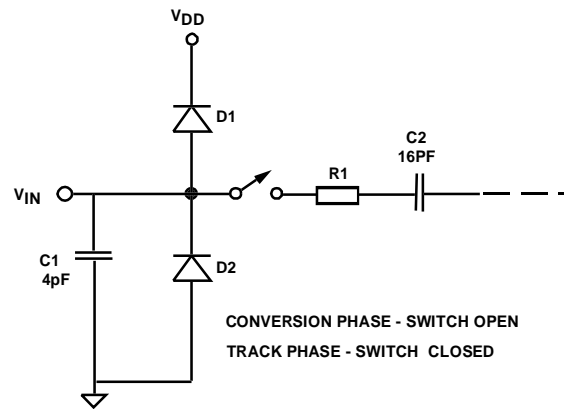 VDD
D1
C2
16PF
R1
VIN
C1
4pF
D2
CONVERSION PHASE - SWITCH OPEN
TRACK PHASE - SWITCH CLOSED